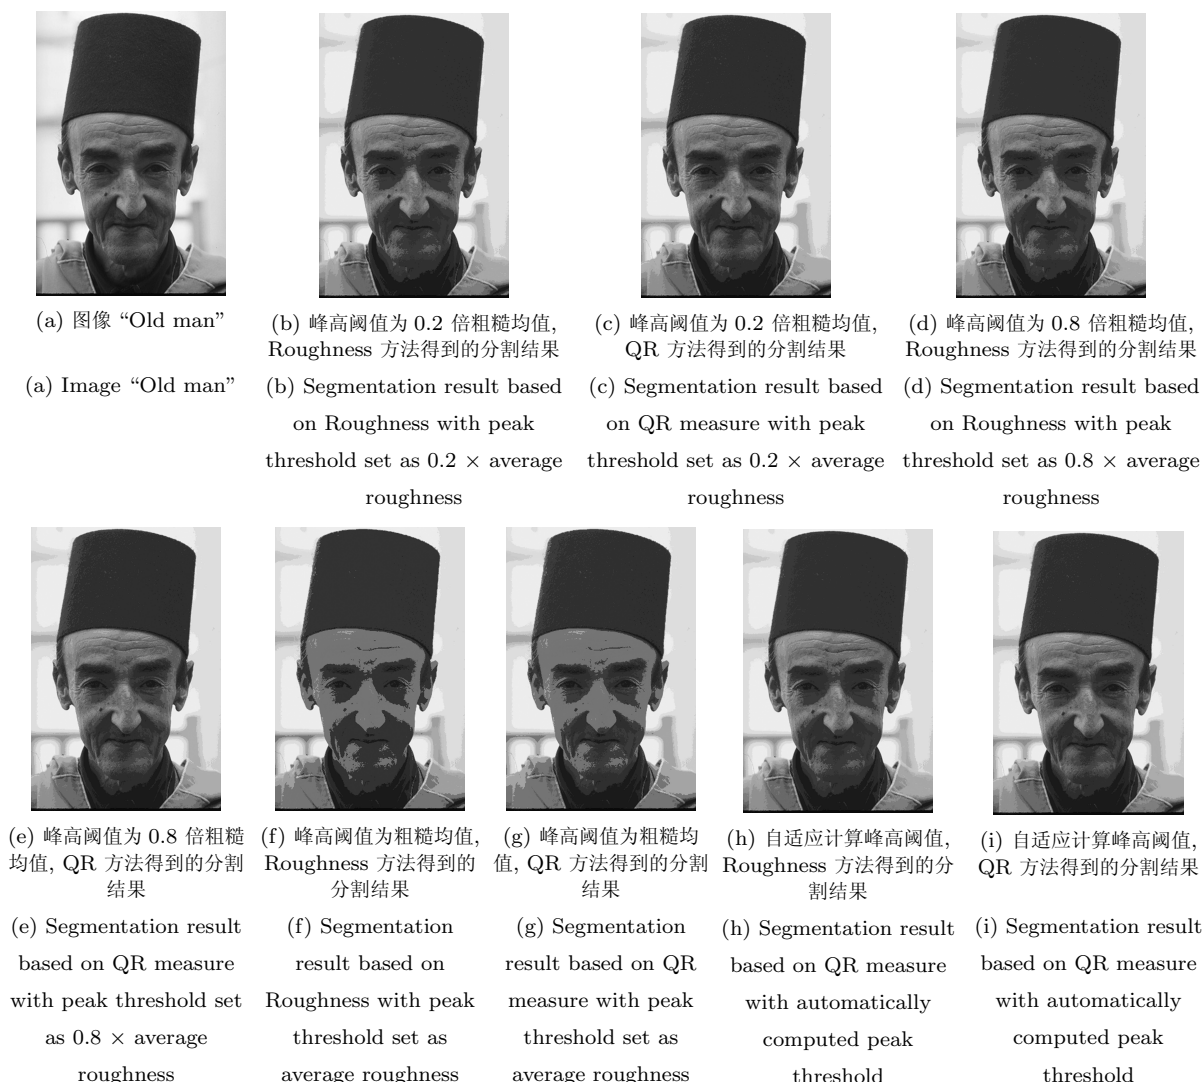 (a) 图像 “Old man”
(a) Image “Old man”
(b) 峰高阈值为 0.2 倍粗糙均值,
Roughness 方法得到的分割结果
(b) Segmentation result based
on Roughness with peak
threshold set as 0.2 × average
roughness
(c) 峰高阈值为 0.2 倍粗糙均值,
QR 方法得到的分割结果
(c) Segmentation result based
on QR measure with peak
threshold set as 0.2 × average
roughness
(d) 峰高阈值为 0.8 倍粗糙均值,
Roughness 方法得到的分割结果
(d) Segmentation result based
on Roughness with peak
threshold set as 0.8 × average
roughness
(e) 峰高阈值为 0.8 倍粗糙
均值, QR 方法得到的分割
结果
(e) Segmentation result
based on QR measure
with peak threshold set
as 0.8 × average
roughness
(f) 峰高阈值为粗糙均值,
Roughness 方法得到的
分割结果
(f) Segmentation
result based on
Roughness with peak
threshold set as
average roughness
(g) 峰高阈值为粗糙均
值, QR 方法得到的分割
结果
(g) Segmentation
result based on QR
measure with peak
threshold set as
average roughness
(h) 自适应计算峰高阈值,
Roughness 方法得到的分
割结果
(h) Segmentation result
based on QR measure
with automatically
computed peak
threshold
(i) 自适应计算峰高阈值,
QR 方法得到的分割结果
(i) Segmentation result
based on QR measure
with automatically
computed peak
threshold